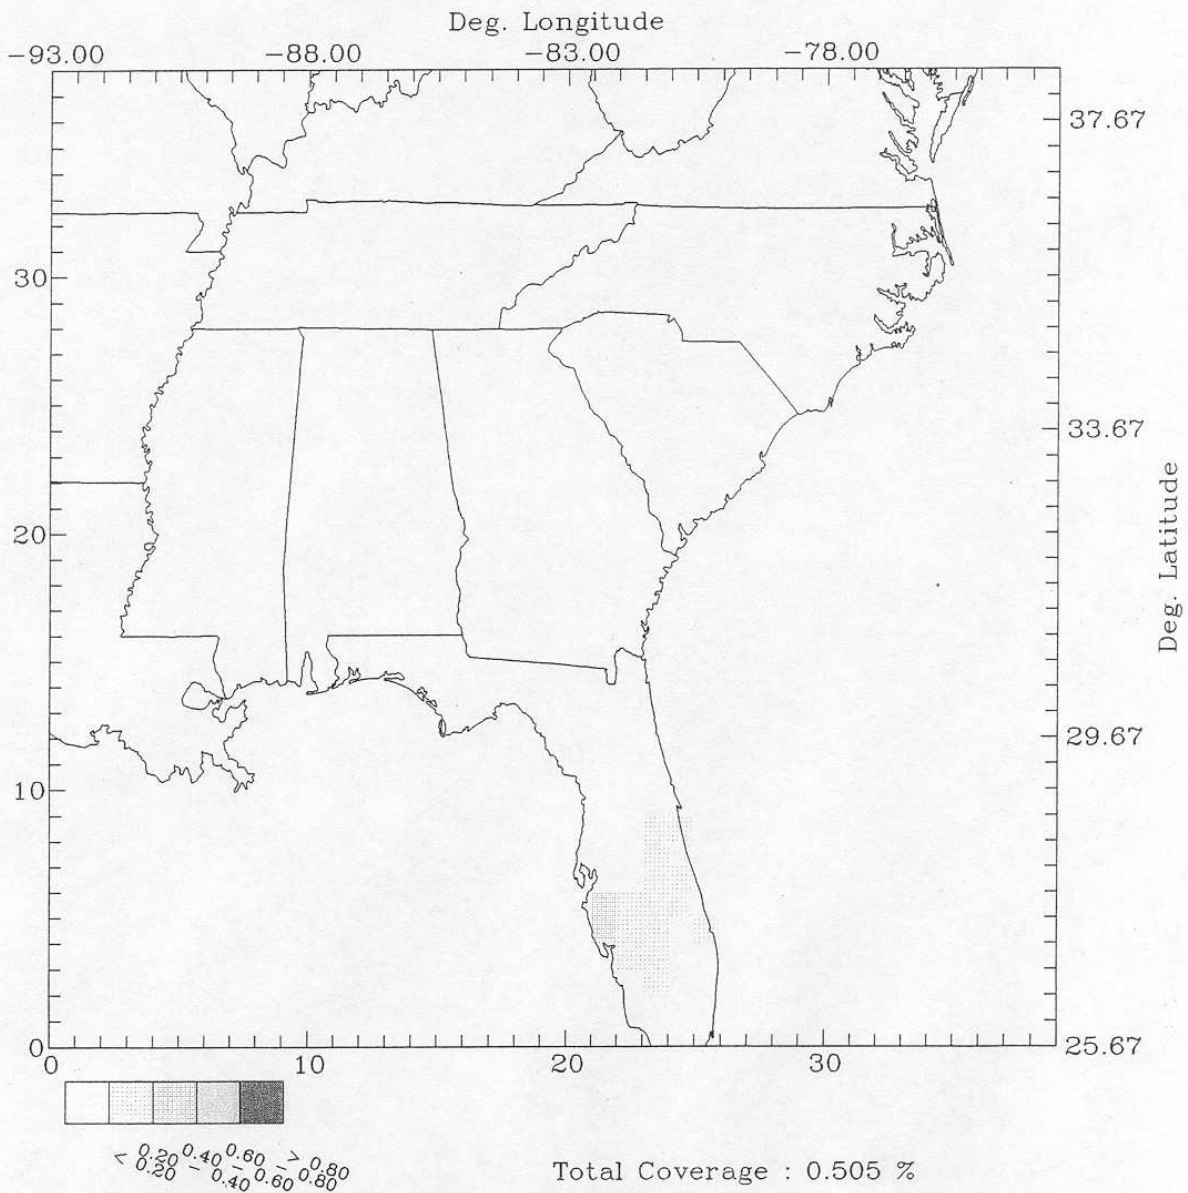 Deg. Longitude
-93.00 -88.00 -83.00 -78.00
37.67
30
33.67
Deg. Latitude
20
29.67
10
0
25.67
0 10 20 30
< 0.20
0.20 - 0.40
0.40 - 0.60
0.60 - 0.80
> 0.80
Total Coverage : 0.505 %